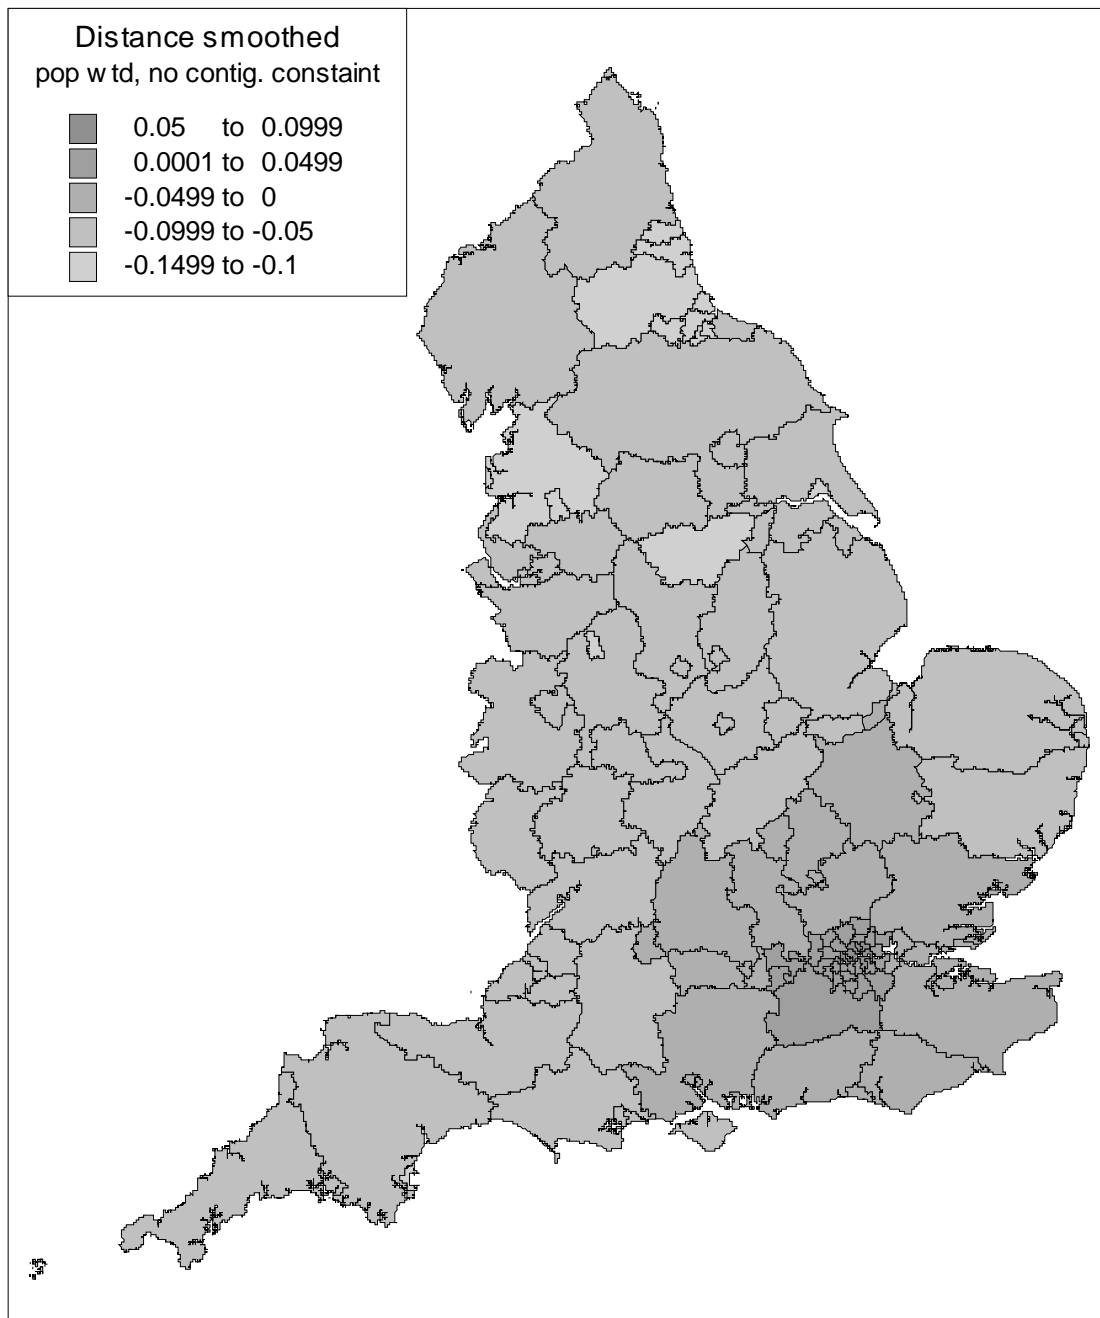 Distance smoothed
pop w td, no contig. constaint
0.05 to 0.0999
0.0001 to 0.0499
-0.0499 to 0
-0.0999 to -0.05
-0.1499 to -0.1